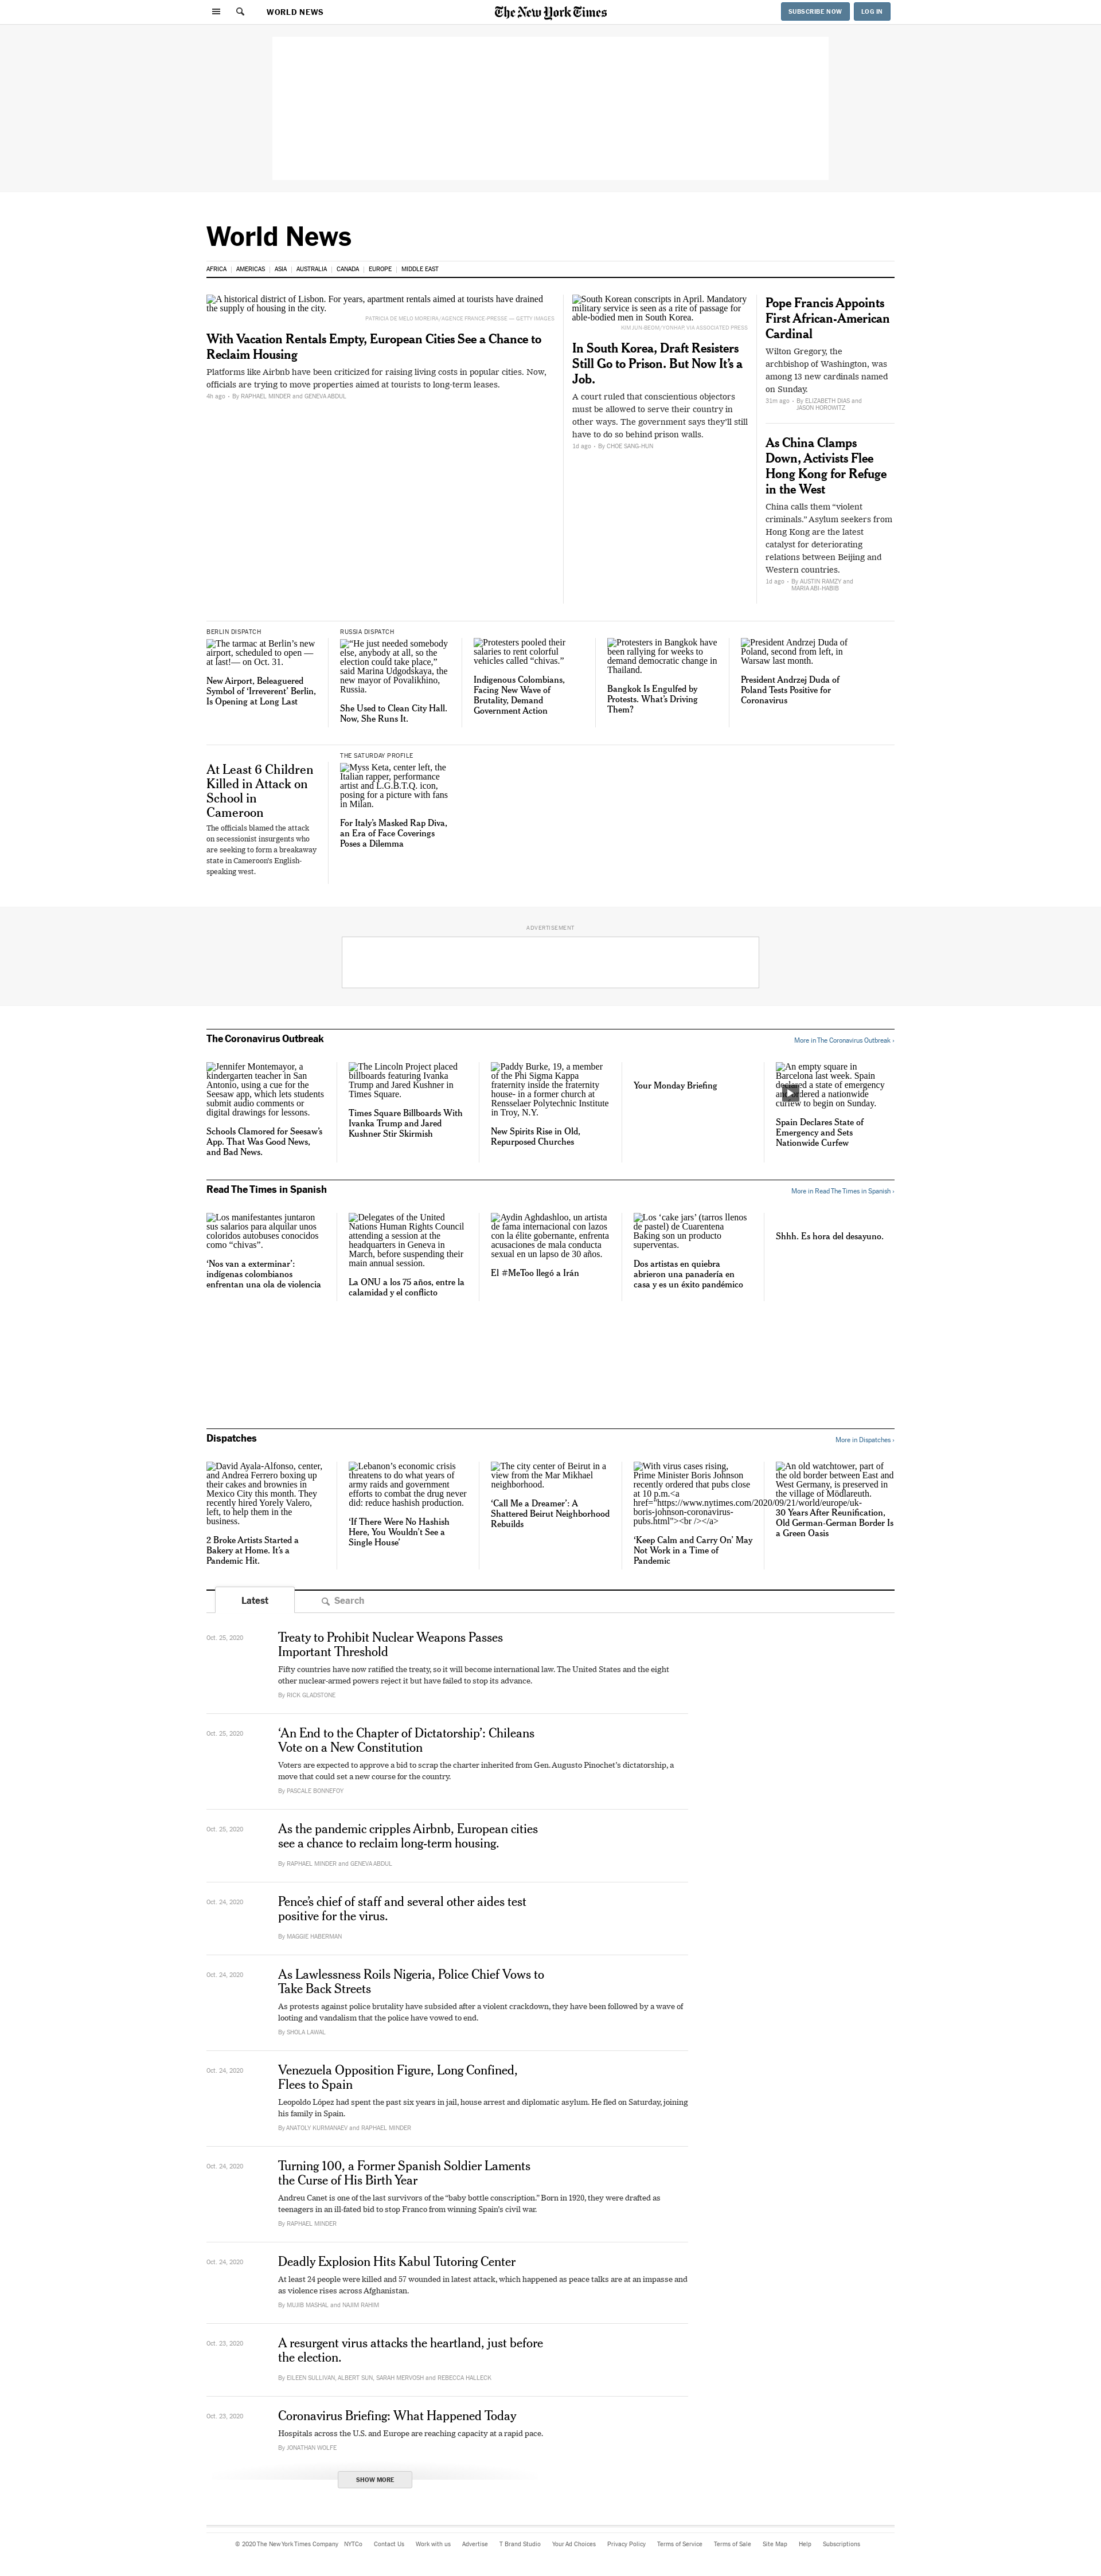 WORLD NEWS
The New York Times
SUBSCRIBE NOW
LOG IN
World News
AFRICA
AMERICAS
ASIA
AUSTRALIA
CANADA
EUROPE
MIDDLE EAST
A historical district of Lisbon. For years, apartment rentals aimed at tourists have drained
the supply of housing in the city.
PATRICIA DE MELO MOREIRA/AGENCE FRANCE-PRESSE — GETTY IMAGES
With Vacation Rentals Empty, European Cities See a Chance to
Reclaim Housing
Platforms like Airbnb have been criticized for raising living costs in popular cities. Now,
officials are trying to move properties aimed at tourists to long-term leases.
4h ago
By RAPHAEL MINDER and GENEVA ABDUL
South Korean conscripts in April. Mandatory
military service is seen as a rite of passage for
able-bodied men in South Korea.
KIM JUN-BEOM/YONHAP, VIA ASSOCIATED PRESS
In South Korea, Draft Resisters
Still Go to Prison. But Now It’s a
Job.
A court ruled that conscientious objectors
must be allowed to serve their country in
other ways. The government says they’ll still
have to do so behind prison walls.
1d ago
By CHOE SANG-HUN
Pope Francis Appoints
First African-American
Cardinal
Wilton Gregory, the
archbishop of Washington, was
among 13 new cardinals named
on Sunday.
31m ago
By ELIZABETH DIAS and
JASON HOROWITZ
As China Clamps
Down, Activists Flee
Hong Kong for Refuge
in the West
China calls them “violent
criminals.” Asylum seekers from
Hong Kong are the latest
catalyst for deteriorating
relations between Beijing and
Western countries.
1d ago
By AUSTIN RAMZY and
MARIA ABI-HABIB
BERLIN DISPATCH
The tarmac at Berlin’s new
airport, scheduled to open —
at last!— on Oct. 31.
New Airport, Beleaguered
Symbol of ‘Irreverent’ Berlin,
Is Opening at Long Last
RUSSIA DISPATCH
“He just needed somebody
else, anybody at all, so the
election could take place,”
said Marina Udgodskaya, the
new mayor of Povalikhino,
Russia.
She Used to Clean City Hall.
Now, She Runs It.
Protesters pooled their
salaries to rent colorful
vehicles called “chivas.”
Indigenous Colombians,
Facing New Wave of
Brutality, Demand
Government Action
Protesters in Bangkok have
been rallying for weeks to
demand democratic change in
Thailand.
Bangkok Is Engulfed by
Protests. What’s Driving
Them?
President Andrzej Duda of
Poland, second from left, in
Warsaw last month.
President Andrzej Duda of
Poland Tests Positive for
Coronavirus
At Least 6 Children
Killed in Attack on
School in
Cameroon
The officials blamed the attack
on secessionist insurgents who
are seeking to form a breakaway
state in Cameroon’s English-
speaking west.
THE SATURDAY PROFILE
Myss Keta, center left, the
Italian rapper, performance
artist and L.G.B.T.Q. icon,
posing for a picture with fans
in Milan.
For Italy’s Masked Rap Diva,
an Era of Face Coverings
Poses a Dilemma
ADVERTISEMENT
The Coronavirus Outbreak
More in The Coronavirus Outbreak ›
Jennifer Montemayor, a
kindergarten teacher in San
Antonio, using a cue for the
Seesaw app, which lets students
submit audio comments or
digital drawings for lessons.
Schools Clamored for Seesaw’s
App. That Was Good News,
and Bad News.
The Lincoln Project placed
billboards featuring Ivanka
Trump and Jared Kushner in
Times Square.
Times Square Billboards With
Ivanka Trump and Jared
Kushner Stir Skirmish
Paddy Burke, 19, a member
of the Phi Sigma Kappa
fraternity inside the fraternity
house- in a former church at
Rensselaer Polytechnic Institute
in Troy, N.Y.
New Spirits Rise in Old,
Repurposed Churches
Your Monday Briefing
An empty square in
Barcelona last week. Spain
a state of emergency
a nationwide
to begin on Sunday.
Spain Declares State of
Emergency and Sets
Nationwide Curfew
Read The Times in Spanish
More in Read The Times in Spanish ›
Los manifestantes juntaron
sus salarios para alquilar unos
coloridos autobuses conocidos
como “chivas”.
‘Nos van a exterminar’:
indígenas colombianos
enfrentan una ola de violencia
Delegates of the United
Nations Human Rights Council
attending a session at the
headquarters in Geneva in
March, before suspending their
main annual session.
La ONU a los 75 años, entre la
calamidad y el conflicto
Aydin Aghdashloo, un artista
de fama internacional con lazos
con la élite gobernante, enfrenta
acusaciones de mala conducta
sexual en un lapso de 30 años.
El #MeToo llegó a Irán
Los ‘cake jars’ (tarros llenos
de pastel) de Cuarentena
Baking son un producto
superventas.
Dos artistas en quiebra
abrieron una panadería en
casa y es un éxito pandémico
Shhh. Es hora del desayuno.
Dispatches
More in Dispatches ›
David Ayala-Alfonso, center,
and Andrea Ferrero boxing up
their cakes and brownies in
Mexico City this month. They
recently hired Yorely Valero,
left, to help them in the
business.
2 Broke Artists Started a
Bakery at Home. It’s a
Pandemic Hit.
Lebanon’s economic crisis
threatens to do what years of
army raids and government
efforts to combat the drug never
did: reduce hashish production.
‘If There Were No Hashish
Here, You Wouldn’t See a
Single House’
The city center of Beirut in a
view from the Mar Mikhael
neighborhood.
‘Call Me a Dreamer’: A
Shattered Beirut Neighborhood
Rebuilds
With virus cases rising,
Prime Minister Boris Johnson
recently ordered that pubs close
at 10 p.m.<a
href="https://www.nytimes.com/2020/09/21/world/europe/uk-
boris-johnson-coronavirus-
pubs.html"><br /></a>
‘Keep Calm and Carry On’ May
Not Work in a Time of
Pandemic
An old watchtower, part of
the old border between East and
West Germany, is preserved in
the village of Mödlareuth.
30 Years After Reunification,
Old German-German Border Is
a Green Oasis
Latest
Search
Oct. 25, 2020
Treaty to Prohibit Nuclear Weapons Passes
Important Threshold
Fifty countries have now ratified the treaty, so it will become international law. The United States and the eight
other nuclear-armed powers reject it but have failed to stop its advance.
By RICK GLADSTONE
Oct. 25, 2020
‘An End to the Chapter of Dictatorship’: Chileans
Vote on a New Constitution
Voters are expected to approve a bid to scrap the charter inherited from Gen. Augusto Pinochet’s dictatorship, a
move that could set a new course for the country.
By PASCALE BONNEFOY
Oct. 25, 2020
As the pandemic cripples Airbnb, European cities
see a chance to reclaim long-term housing.
By RAPHAEL MINDER and GENEVA ABDUL
Oct. 24, 2020
Pence’s chief of staff and several other aides test
positive for the virus.
By MAGGIE HABERMAN
Oct. 24, 2020
As Lawlessness Roils Nigeria, Police Chief Vows to
Take Back Streets
As protests against police brutality have subsided after a violent crackdown, they have been followed by a wave of
looting and vandalism that the police have vowed to end.
By SHOLA LAWAL
Oct. 24, 2020
Venezuela Opposition Figure, Long Confined,
Flees to Spain
Leopoldo López had spent the past six years in jail, house arrest and diplomatic asylum. He fled on Saturday, joining
his family in Spain.
By ANATOLY KURMANAEV and RAPHAEL MINDER
Oct. 24, 2020
Turning 100, a Former Spanish Soldier Laments
the Curse of His Birth Year
Andreu Canet is one of the last survivors of the “baby bottle conscription.” Born in 1920, they were drafted as
teenagers in an ill-fated bid to stop Franco from winning Spain’s civil war.
By RAPHAEL MINDER
Oct. 24, 2020
Deadly Explosion Hits Kabul Tutoring Center
At least 24 people were killed and 57 wounded in latest attack, which happened as peace talks are at an impasse and
as violence rises across Afghanistan.
By MUJIB MASHAL and NAJIM RAHIM
Oct. 23, 2020
A resurgent virus attacks the heartland, just before
the election.
By EILEEN SULLIVAN, ALBERT SUN, SARAH MERVOSH and REBECCA HALLECK
Oct. 23, 2020
Coronavirus Briefing: What Happened Today
Hospitals across the U.S. and Europe are reaching capacity at a rapid pace.
By JONATHAN WOLFE
SHOW MORE
© 2020 The New York Times Company
NYTCo
Contact Us
Work with us
Advertise
T Brand Studio
Your Ad Choices
Privacy Policy
Terms of Service
Terms of Sale
Site Map
Help
Subscriptions